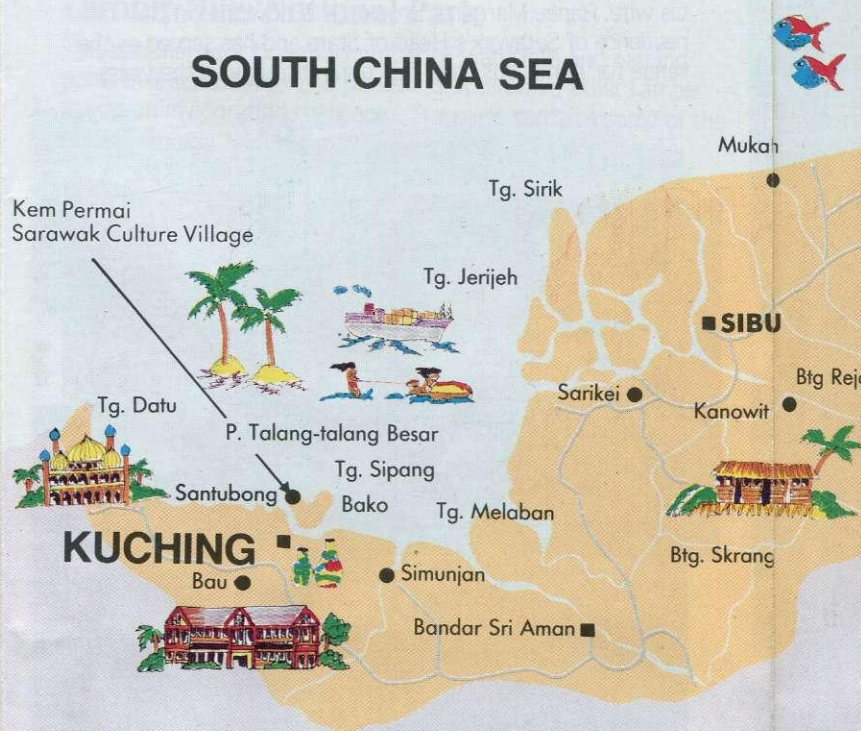 SOUTH CHINA SEA
Mukah
Tg. Sirik
Kem Permai
Sarawak Culture Village
Tg. Jerijeh
SIBU
Btg
Sarikei
Kanowit
Tg. Datu
P. Talang-talang Besar
Tg. Sipang
Santubong
Bako
Tg. Melaban
KUCHING
Btg. Skrang
Bau
Simunjan
Bandar Sri Aman